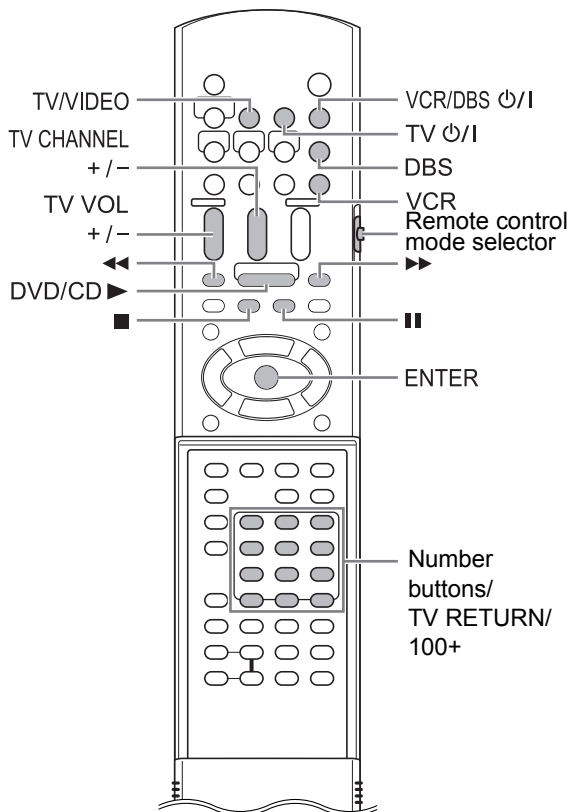 TV/VIDEO
TV CHANNEL
+ / –
TV VOL
+ / –
◀◀
DVD/CD ▶
■
VCR/DBS ⏻/I
TV ⏻/I
DBS
VCR
Remote control
mode selector
▶▶
▮▮
ENTER
Number
buttons/
TV RETURN/
100+